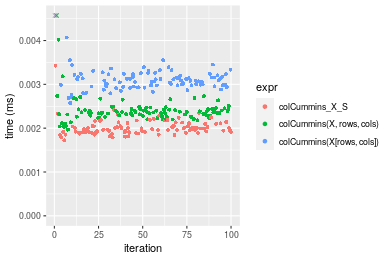 0.004
0.003
0.002
0.001
0.000
time (ms)
0
25
50
75
100
iteration
expr
colCummins_X_S
colCummins(X, rows, cols)
colCummins(X[rows, cols])